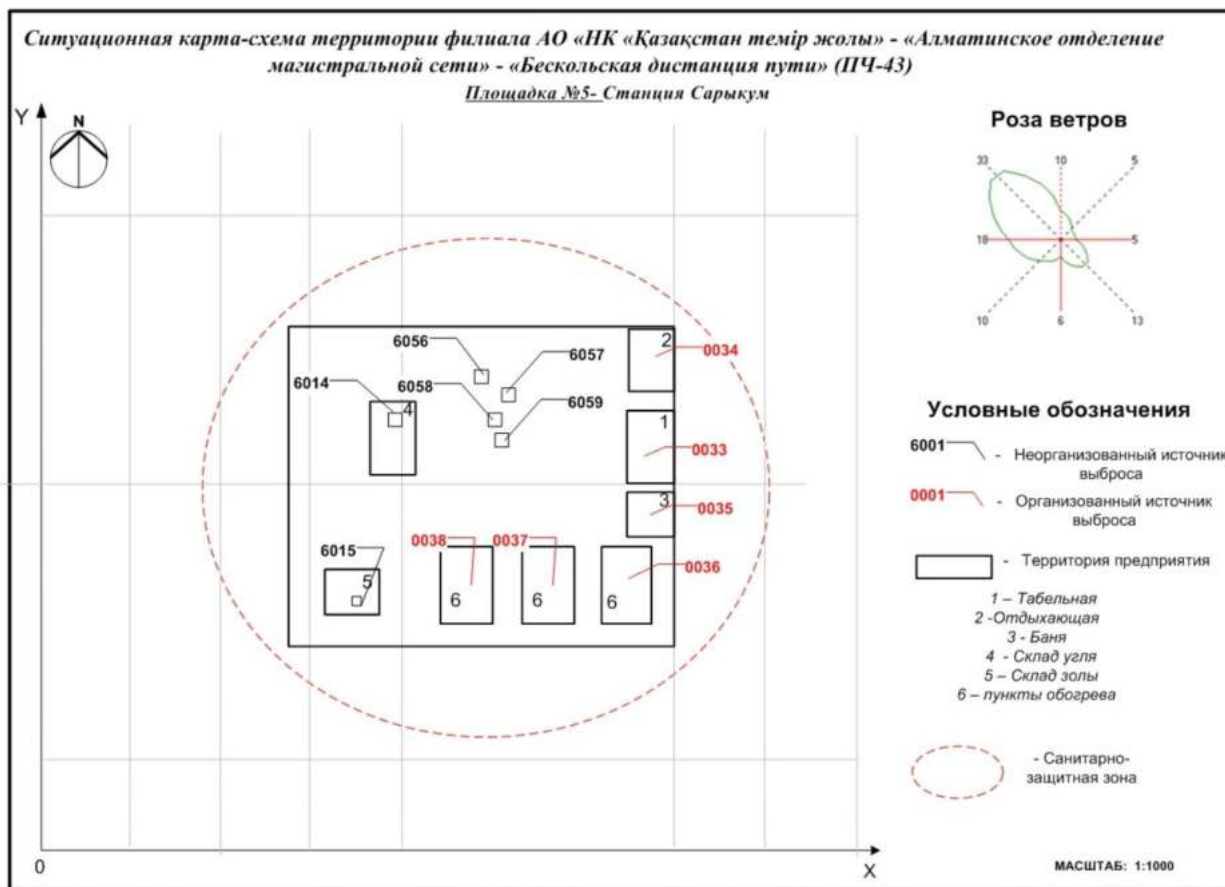 Ситуационная карта-схема территории филиала АО «НК «Қазақстан темір жолы» - «Алматинское отделение
магистральной сети» - «Бескольская дистанция пути» (ПЧ-43)
Площадка №5- Станция Сарыкум
Y
N
Роза ветров
33
10
5
18
5
10
6
13
6056
6057
2
0034
6014
6058
4
6059
1
0033
3
0035
6015
5
0038
0037
0036
6
6
6
Условные обозначения
6001 - Неорганизованный источник
выброса
0001 - Организованный источник
выброса
- Территория предприятия
1 – Табельная
2 -Отдыхающая
3 - Баня
4 - Склад угля
5 – Склад золы
6 – пункты обогрева
- Санитарно-
защитная зона
0
X
МАСШТАБ: 1:1000